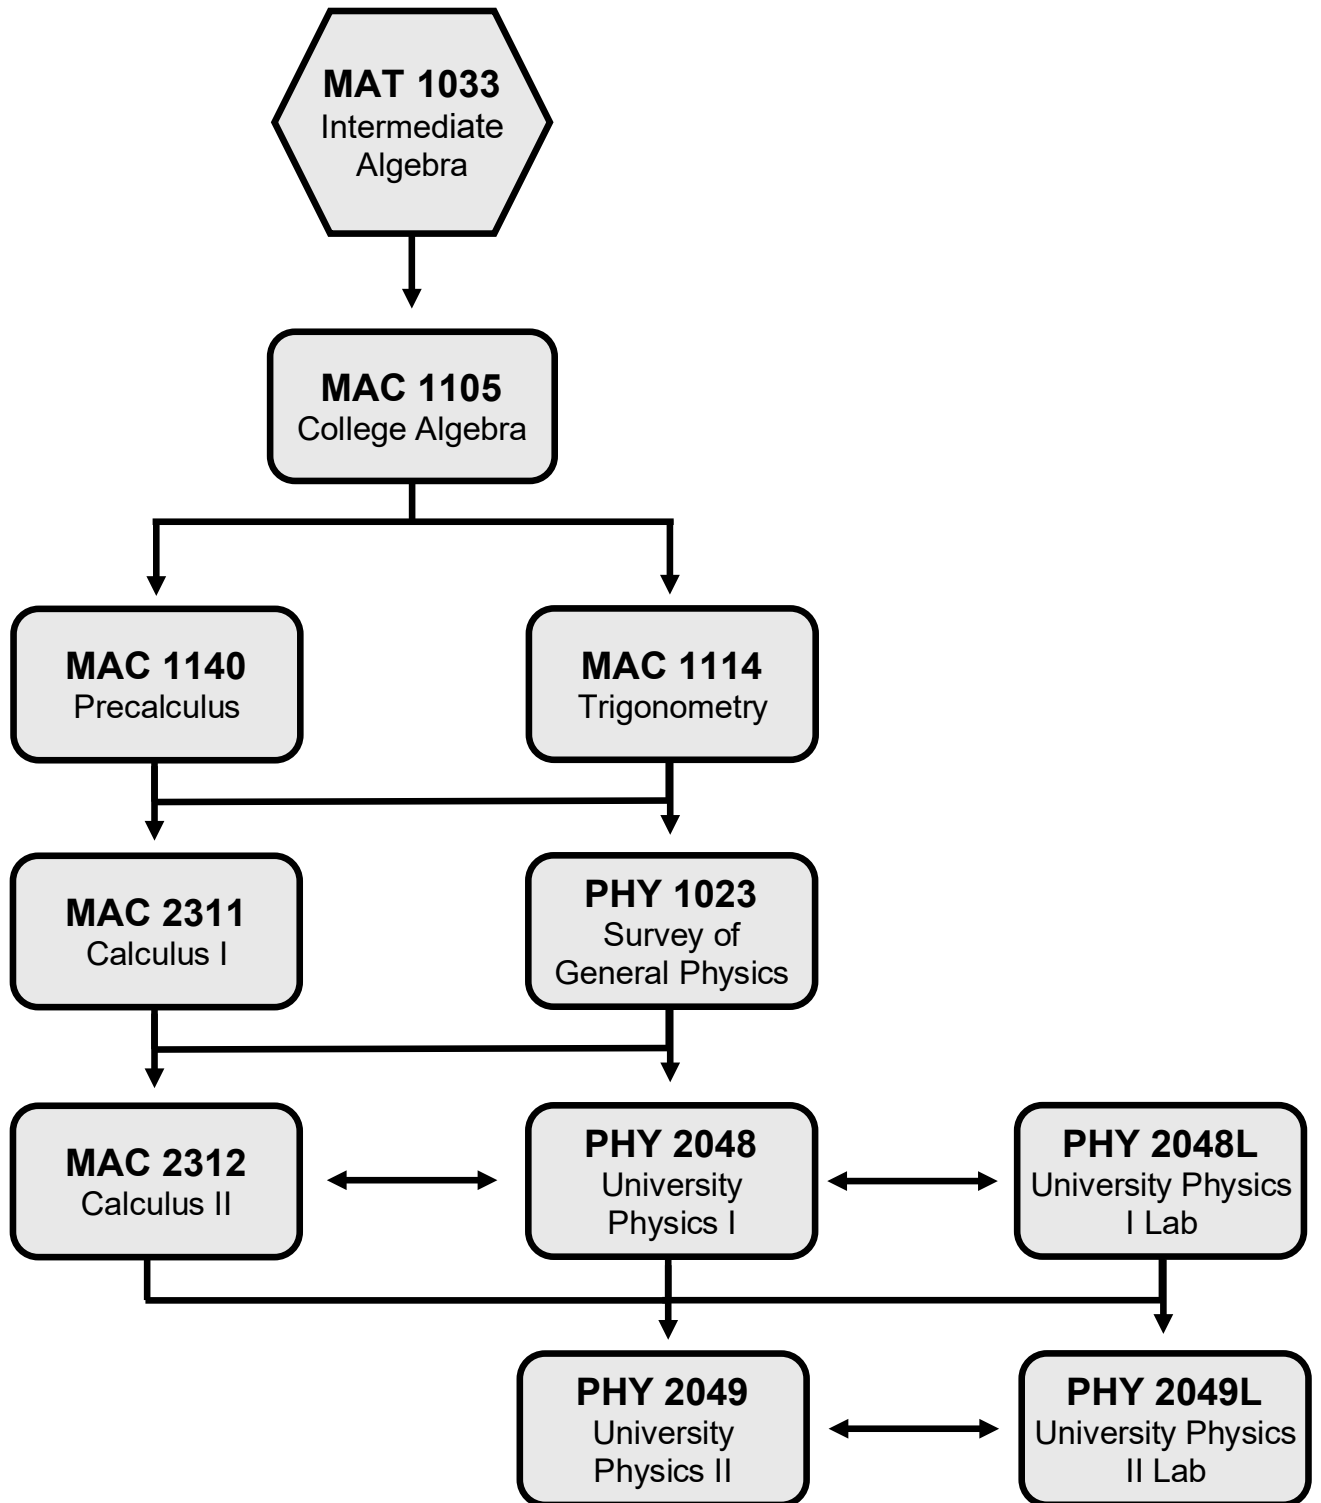 MAT 1033
Intermediate
Algebra
MAC 1105
College Algebra
MAC 1140
Precalculus
MAC 1114
Trigonometry
MAC 2311
Calculus I
PHY 1023
Survey of
General Physics
MAC 2312
Calculus II
PHY 2048
University
Physics I
PHY 2048L
University Physics
I Lab
PHY 2049
University
Physics II
PHY 2049L
University Physics
II Lab